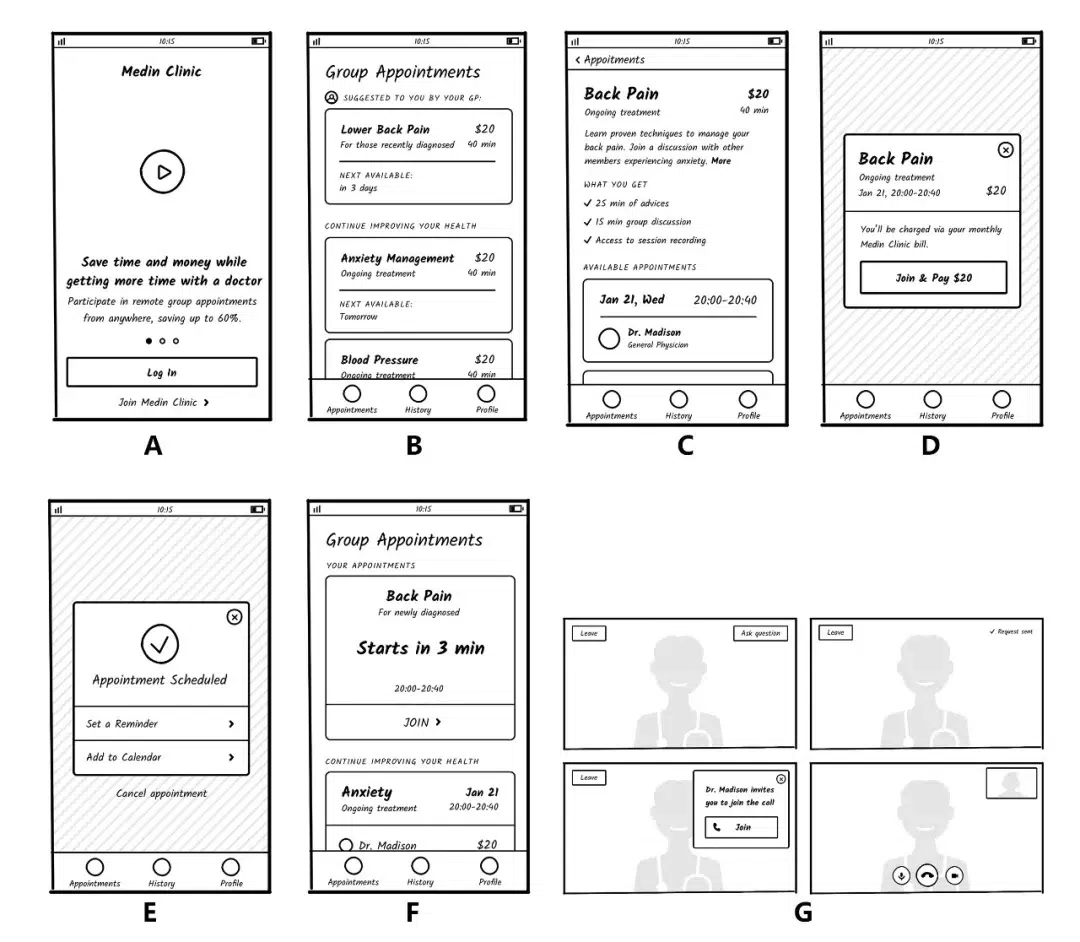 10:15
Medin Clinic
Save time and money while
getting more time with a doctor
Participate in remote group appointments
from anywhere, saving up to 60%.
Log In
Join Medin Clinic >
A
10:15
Group Appointments
SUGGESTED TO YOU BY YOUR GP:
Lower Back Pain $20
For those recently diagnosed 40 min
NEXT AVAILABLE:
in 3 days
CONTINUE IMPROVING YOUR HEALTH
Anxiety Management $20
Ongoing treatment 40 min
NEXT AVAILABLE:
Tomorrow
Blood Pressure $20
Ongoing treatment 40 min
Appointments History Profile
B
10:15
< Appoitments
Back Pain $20
Ongoing treatment 40 min
Learn proven techniques to manage your
back pain. Join a discussion with other
members experiencing anxiety. More
WHAT YOU GET
✓ 25 min of advices
✓ 15 min group discussion
✓ Access to session recording
AVAILABLE APPOINTMENTS
Jan 21, Wed 20:00-20:40
Dr. Madison
General Physician
Appointments History Profile
C
10:15
Back Pain
Ongoing treatment
Jan 21, 20:00-20:40 $20
You'll be charged via your monthly
Medin Clinic bill.
Join & Pay $20
Appointments History Profile
D
10:15
Appointment Scheduled
Set a Reminder >
Add to Calendar >
Cancel appointment
Appointments History Profile
E
10:15
Group Appointments
YOUR APPOINTMENTS
Back Pain
For newly diagnosed
Starts in 3 min
20:00-20:40
JOIN >
CONTINUE IMPROVING YOUR HEALTH
Anxiety Jan 21
Ongoing treatment 20:00-20:40
Dr. Madison $20
Appointments History Profile
F
Leave Ask question
Leave ✓ Request sent
Leave
Dr. Madison invites
you to join the call
Join
G